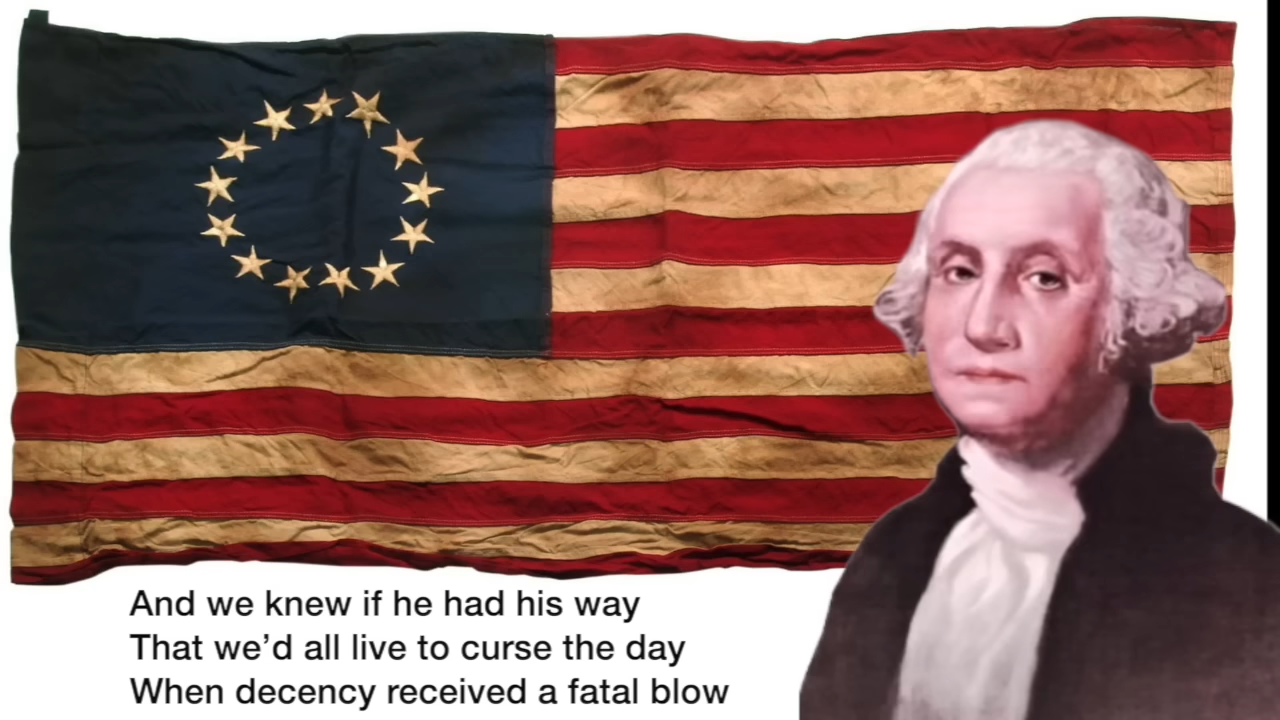 And we knew if he had his way
That we’d all live to curse the day
When decency received a fatal blow